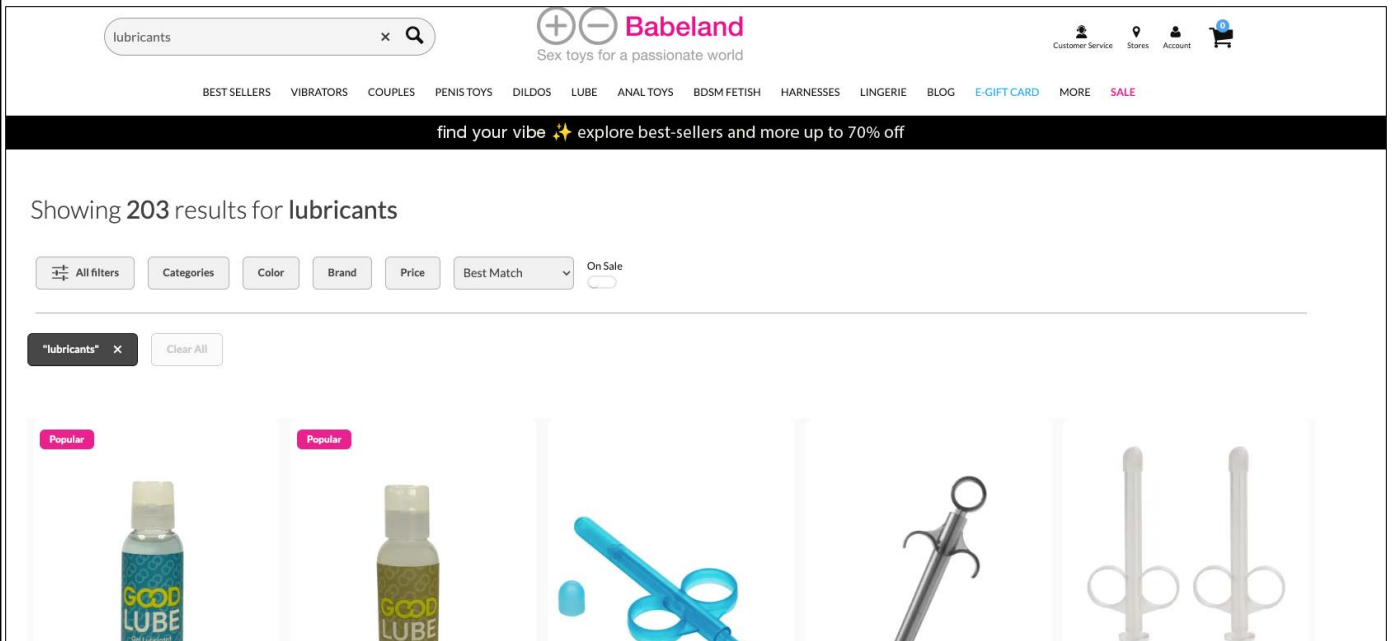 lubricants
Babeland
Sex toys for a passionate world
Customer Service Stores Account 0
BEST SELLERS VIBRATORS COUPLES PENIS TOYS DILDOS LUBE ANAL TOYS BDSM FETISH HARNESSES LINGERIE BLOG E-GIFT CARD MORE SALE
find your vibe ✨ explore best-sellers and more up to 70% off
Showing 203 results for lubricants
All filters Categories Color Brand Price Best Match On Sale
"lubricants" × Clear All
Popular Popular
GOOD GOOD
LUBE LUBE
Gel Lubricant